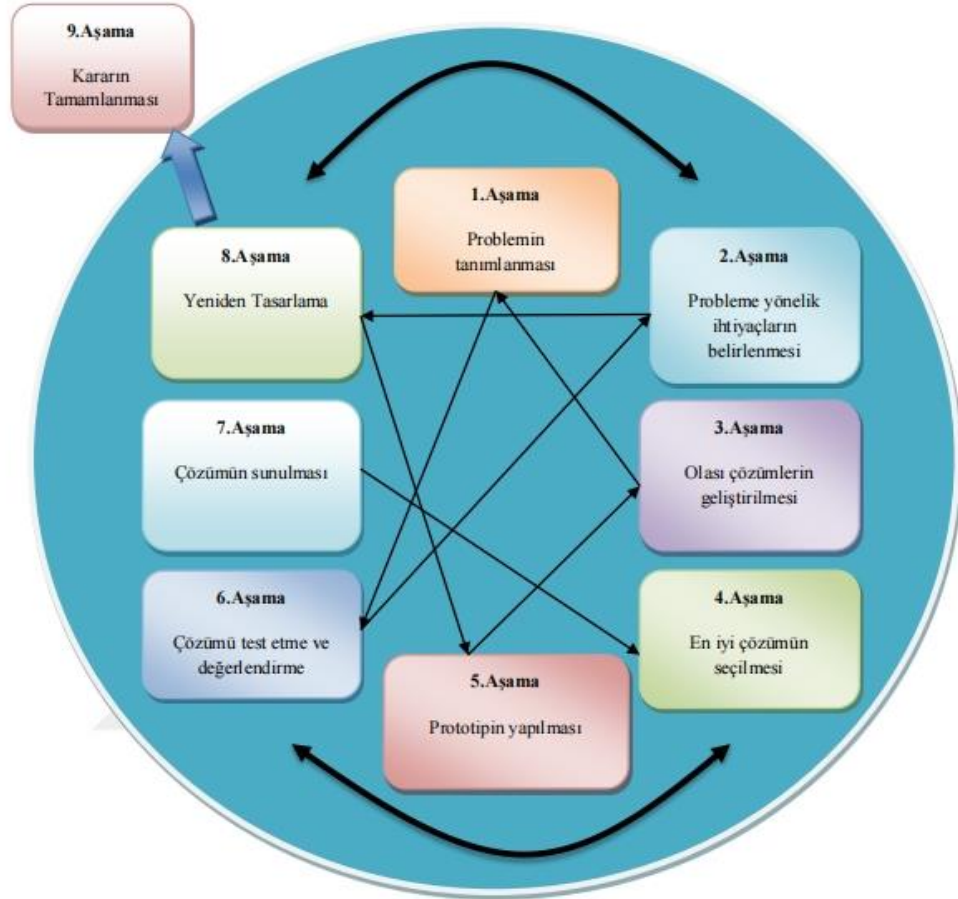 9.Aşama
Kararın
Tamamlanması
1.Aşama
Problemin
tanımlanması
2.Aşama
Probleme yönelik
ihtiyaçların
belirlenmesi
3.Aşama
Olası çözümlerin
geliştirilmesi
4.Aşama
En iyi çözümün
seçilmesi
5.Aşama
Prototipin yapılması
6.Aşama
Çözümü test etme ve
değerlendirme
7.Aşama
Çözümün sunulması
8.Aşama
Yeniden Tasarlama